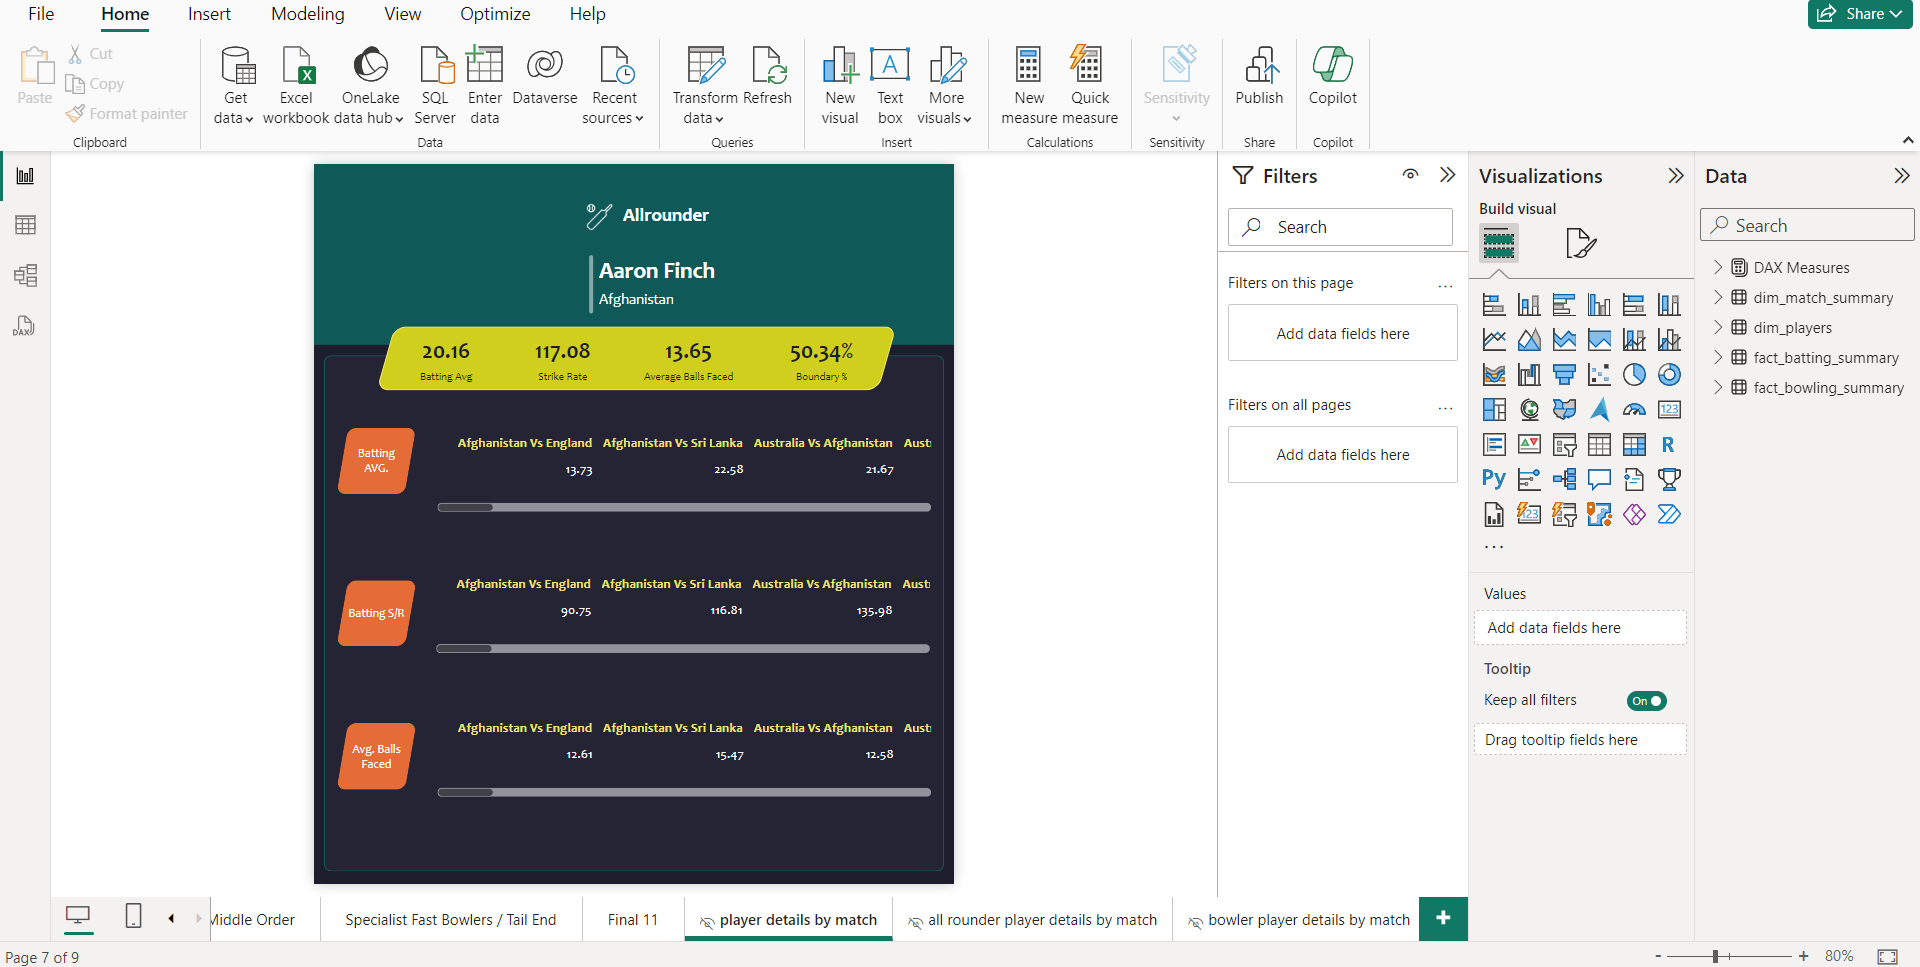 File Home Insert Modeling View Optimize Help Share
Paste
Cut
Copy
Format painter
Clipboard
Get data
Excel workbook
OneLake data hub
SQL Server
Enter data
Dataverse
Recent sources
Data
Transform data
Refresh
Queries
New visual
Text box
More visuals
Insert
New measure
Quick measure
Calculations
Sensitivity
Sensitivity
Publish
Share
Copilot
Copilot
Allrounder
Aaron Finch
Afghanistan
20.16 117.08 13.65 50.34%
Batting Avg Strike Rate Average Balls Faced Boundary %
Batting AVG.
Afghanistan Vs England Afghanistan Vs Sri Lanka Australia Vs Afghanistan Aust
13.73 22.58 21.67
Batting S/R
Afghanistan Vs England Afghanistan Vs Sri Lanka Australia Vs Afghanistan Aust
90.75 116.81 135.98
Avg. Balls Faced
Afghanistan Vs England Afghanistan Vs Sri Lanka Australia Vs Afghanistan Aust
12.61 15.47 12.58
Filters
Search
Filters on this page ...
Add data fields here
Filters on all pages ...
Add data fields here
Visualizations
Build visual
123
R
Py
123
...
Values
Add data fields here
Tooltip
Keep all filters On
Drag tooltip fields here
Data
Search
DAX Measures
dim_match_summary
dim_players
fact_batting_summary
fact_bowling_summary
DAX
Middle Order Specialist Fast Bowlers / Tail End Final 11 player details by match all rounder player details by match bowler player details by match +
Page 7 of 9
- + 80%